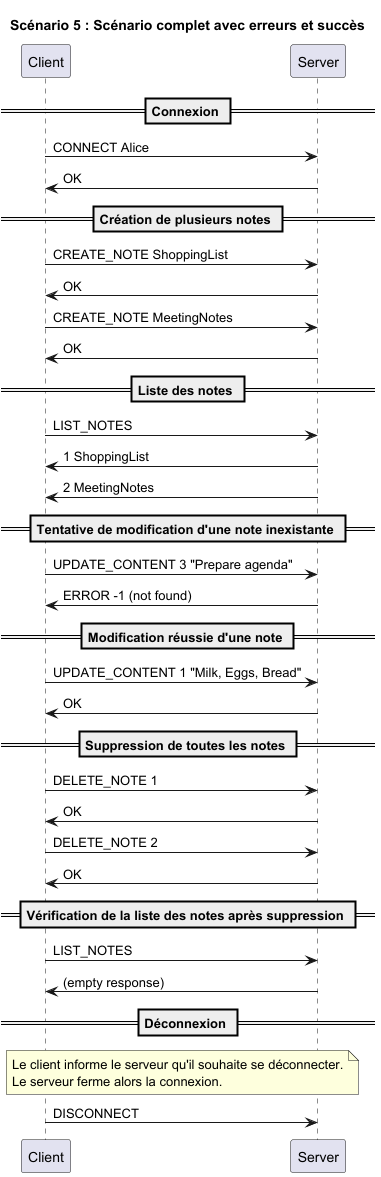 Scénario 5 : Scénario complet avec erreurs et succès
Client
Server
Connexion
CONNECT Alice
OK
Création de plusieurs notes
CREATE_NOTE ShoppingList
OK
CREATE_NOTE MeetingNotes
OK
Liste des notes
LIST_NOTES
1 ShoppingList
2 MeetingNotes
Tentative de modification d'une note inexistante
UPDATE_CONTENT 3 "Prepare agenda"
ERROR -1 (not found)
Modification réussie d'une note
UPDATE_CONTENT 1 "Milk, Eggs, Bread"
OK
Suppression de toutes les notes
DELETE_NOTE 1
OK
DELETE_NOTE 2
OK
Vérification de la liste des notes après suppression
LIST_NOTES
(empty response)
Déconnexion
Le client informe le serveur qu'il souhaite se déconnecter.
Le serveur ferme alors la connexion.
DISCONNECT
Client
Server